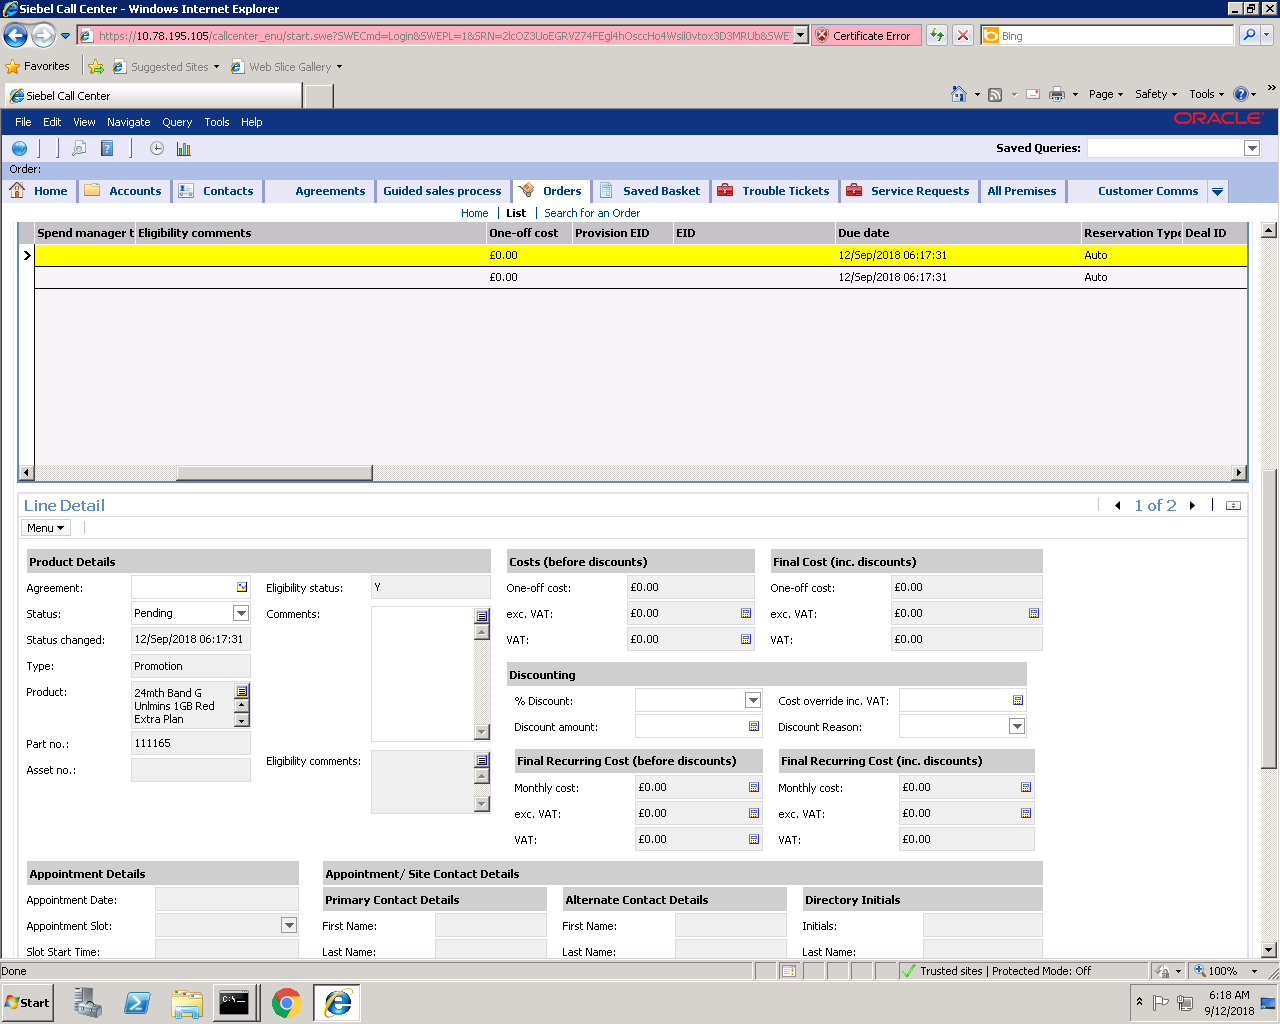 Siebel Call Center - Windows Internet Explorer
https://10.78.195.105/callcenter_enu/start.swe?SWECmd=Login&SWEPL=1&SRN=
Certificate Error
Bing
Favorites
Suggested Sites
Web Slice Gallery
Siebel Call Center
Page
Safety
Tools
File Edit View Navigate Query Tools Help
ORACLE
Saved Queries:
Order:
Home
Accounts
Contacts
Agreements
Guided sales process
Orders
Saved Basket
Trouble Tickets
Service Requests
All Premises
Customer Comms
Home | List | Search for an Order
Spend manager t Eligibility comments One-off cost Provision EID EID Due date Reservation Type Deal ID
£0.00 12/Sep/2018 06:17:31 Auto
£0.00 12/Sep/2018 06:17:31 Auto
Line Detail
1 of 2
Menu
Product Details
Costs (before discounts)
Final Cost (inc. discounts)
Agreement:
Eligibility status: Y
One-off cost: £0.00
One-off cost: £0.00
Status: Pending
Comments:
exc. VAT: £0.00
exc. VAT: £0.00
Status changed: 12/Sep/2018 06:17:31
VAT: £0.00
VAT: £0.00
Type: Promotion
Discounting
Product: 24mth Band G
Unlmins 1GB Red
Extra Plan
% Discount:
Cost override inc. VAT:
Discount amount:
Discount Reason:
Part no.: 111165
Eligibility comments:
Final Recurring Cost (before discounts)
Final Recurring Cost (inc. discounts)
Asset no.:
Monthly cost: £0.00
Monthly cost: £0.00
exc. VAT: £0.00
exc. VAT: £0.00
VAT: £0.00
VAT: £0.00
Appointment Details
Appointment/ Site Contact Details
Appointment Date:
Primary Contact Details
Alternate Contact Details
Directory Initials
Appointment Slot:
First Name:
First Name:
Initials:
Slot Start Time:
Last Name:
Last Name:
Last Name:
Done
Trusted sites | Protected Mode: Off
100%
Start
C:\
6:18 AM
9/12/2018